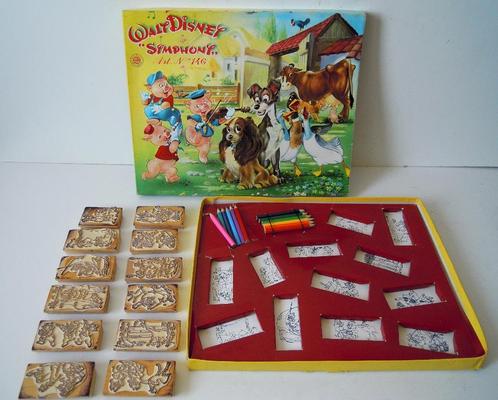 WALT DISNEY
"SYMPHONY"
Art. N. 146